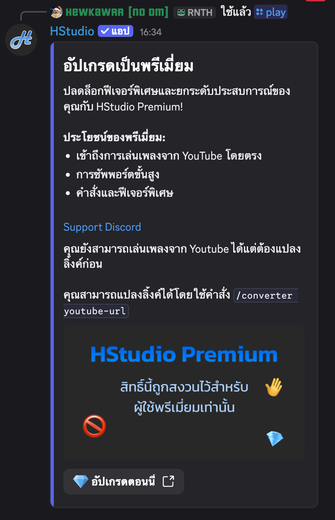 HEWKAWAR [NO DM] RNTH ใช้แล้ว play
HStudio แอป 16:34
อัปเกรดเป็นพรีเมี่ยม
ปลดล็อกฟีเจอร์พิเศษและยกระดับประสบการณ์ของ
คุณกับ HStudio Premium!
ประโยชน์ของพรีเมี่ยม:
• เข้าถึงการเล่นเพลงจาก YouTube โดยตรง
• การซัพพอร์ตขั้นสูง
• คำสั่งและฟีเจอร์พิเศษ
Support Discord
คุณยังสามารถเล่นเพลงจาก Youtube ได้แต่ต้องแปลง
ลิ้งค์ก่อน
คุณสามารถแปลงลิ้งค์ได้โดยใช้คำสั่ง /converter
youtube-url
HStudio Premium
สิทธิ์นี้ถูกสงวนไว้สำหรับ
ผู้ใช้พรีเมี่ยมเท่านั้น
อัปเกรดตอนนี้